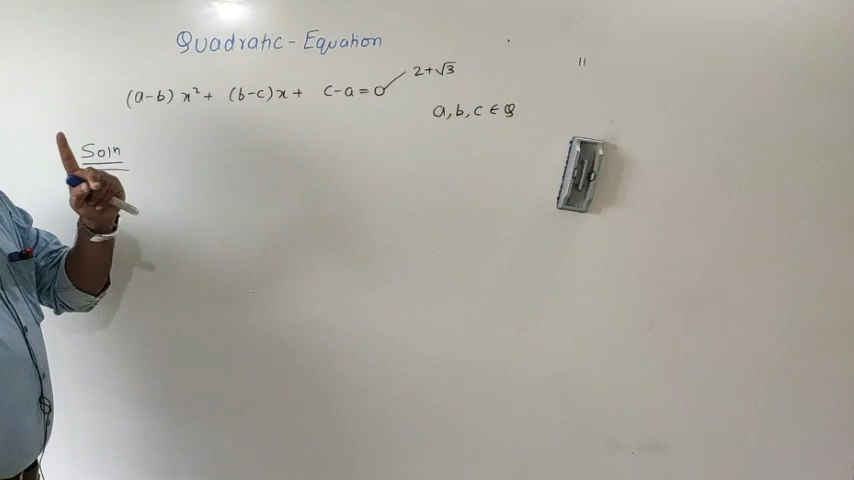 Quadratic-Equation
(a-b) x² + (b-c)x + c-a=0 2+√3
a, b, c ∈ Q
Soln